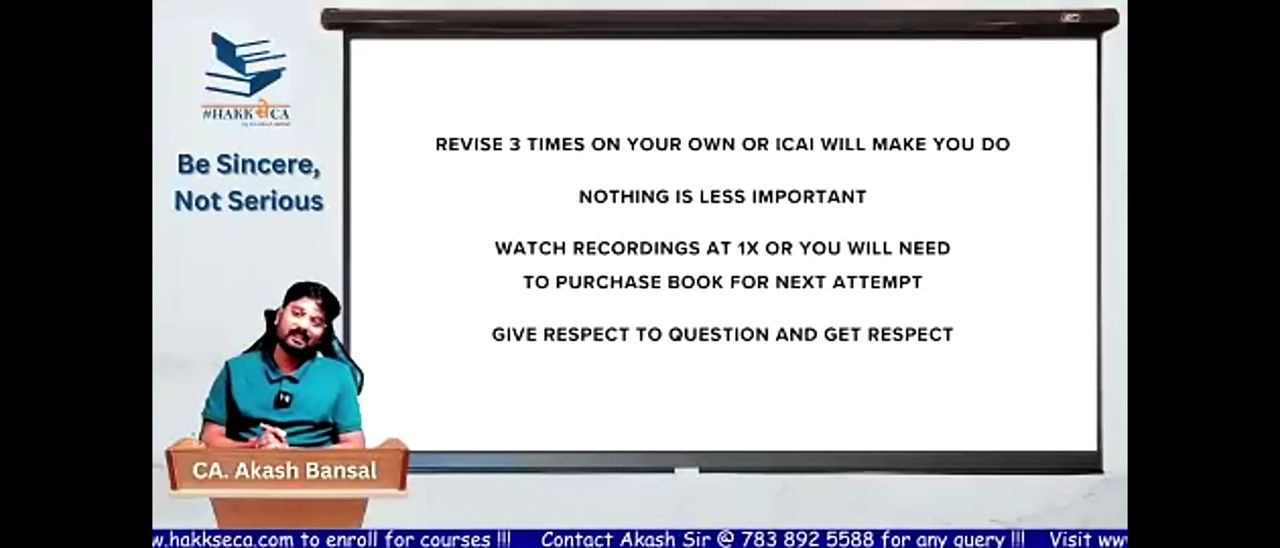 #HAKKसेCA
Be Sincere,
Not Serious
REVISE 3 TIMES ON YOUR OWN OR ICAI WILL MAKE YOU DO
NOTHING IS LESS IMPORTANT
WATCH RECORDINGS AT 1X OR YOU WILL NEED
TO PURCHASE BOOK FOR NEXT ATTEMPT
GIVE RESPECT TO QUESTION AND GET RESPECT
CA. Akash Bansal
w.hakkseca.com to enroll for courses !!! Contact Akash Sir @ 783 892 5588 for any query !!! Visit ww